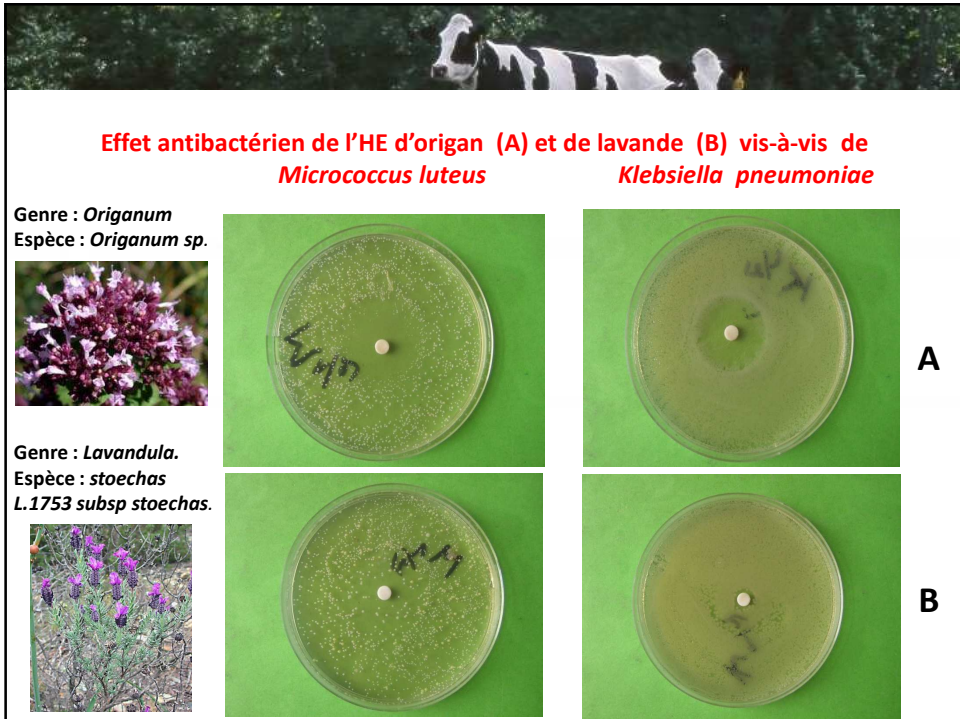 Effet antibactérien de l'HE d'origan (A) et de lavande (B) vis-à-vis de
Micrococcus luteus Klebsiella pneumoniae
Genre : Origanum
Espèce : Origanum sp.
A
Genre : Lavandula.
Espèce : stoechas
L.1753 subsp stoechas.
B